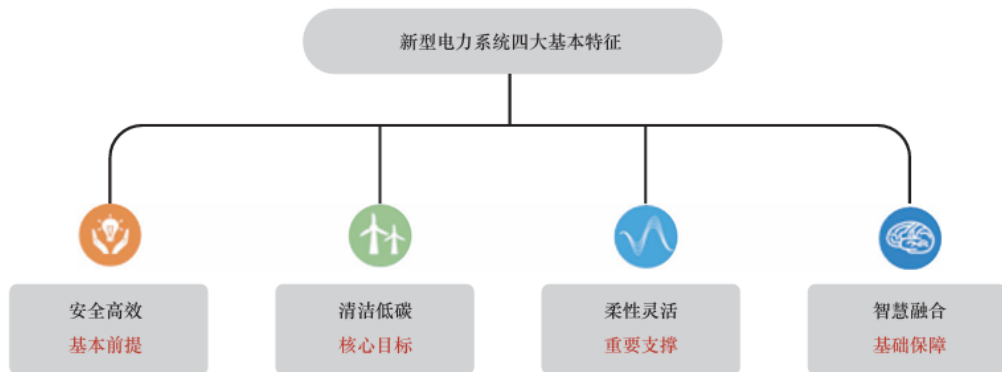 新型电力系统四大基本特征
安全高效
基本前提
清洁低碳
核心目标
柔性灵活
重要支撑
智慧融合
基础保障